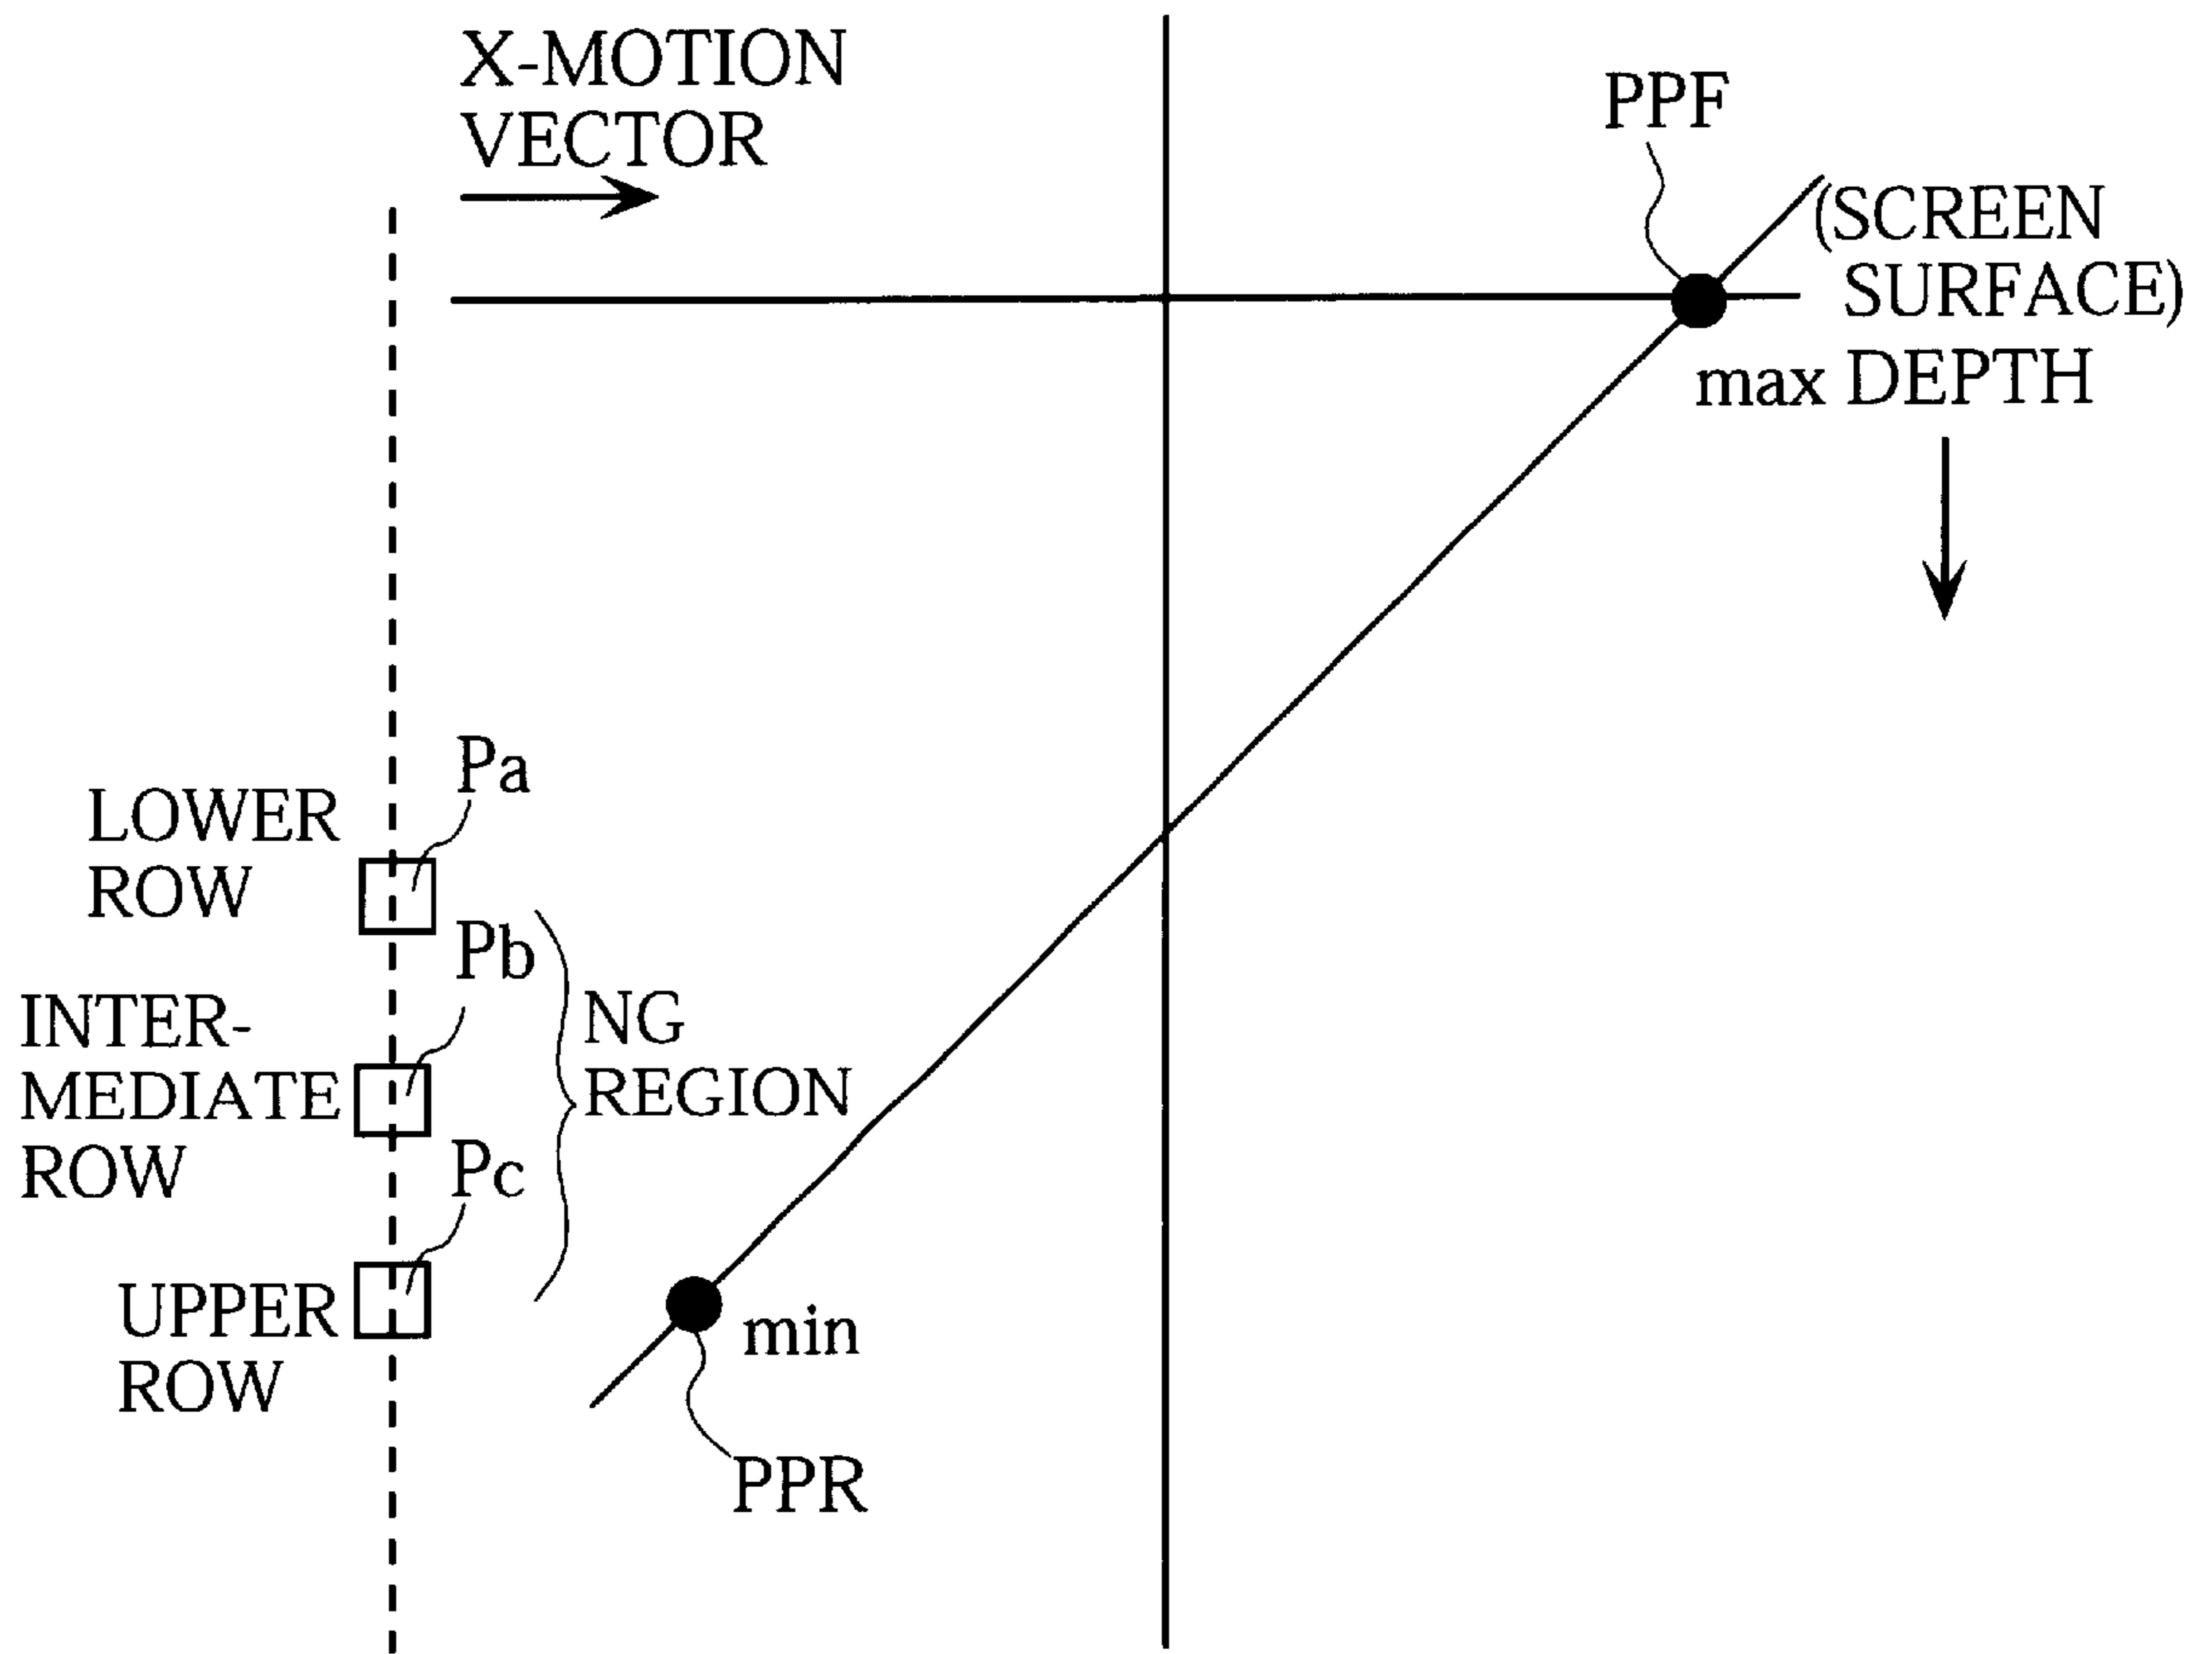 X-MOTION
VECTOR
PPF
(SCREEN
SURFACE)
max DEPTH
Pa
LOWER
ROW
Pb
NG
REGION
INTER-
MEDIATE
ROW
Pc
UPPER
ROW
min
PPR